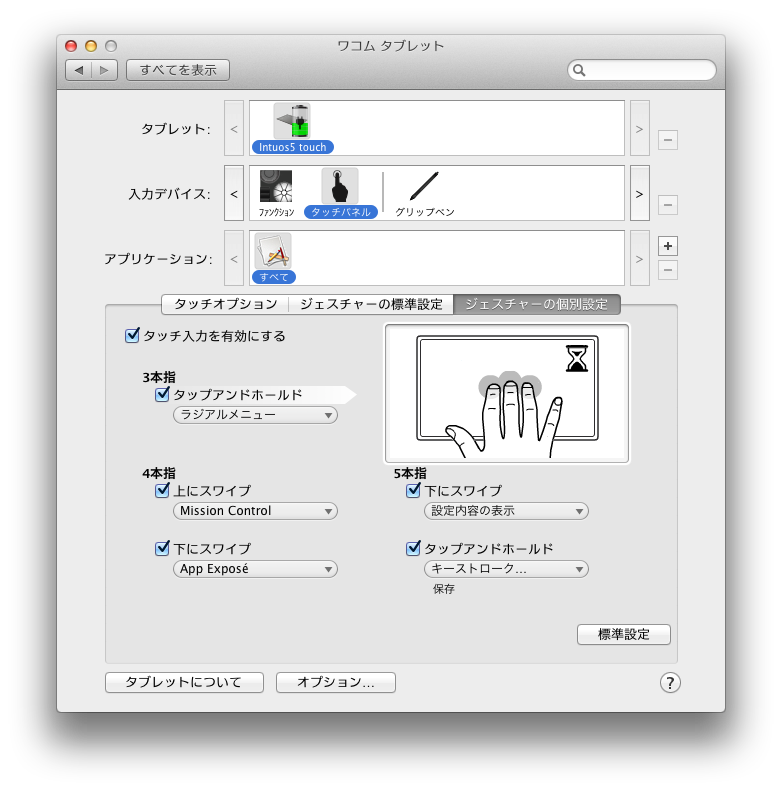 ワコム タブレット
すべてを表示
タブレット:
Intuos5 touch
入力デバイス:
ファンクション タッチパネル グリップペン
アプリケーション:
すべて
タッチオプション ジェスチャーの標準設定 ジェスチャーの個別設定
タッチ入力を有効にする
3本指
タップアンドホールド
ラジアルメニュー
4本指
上にスワイプ
Mission Control
下にスワイプ
App Exposé
5本指
下にスワイプ
設定内容の表示
タップアンドホールド
キーストローク...
保存
標準設定
タブレットについて オプション... ?